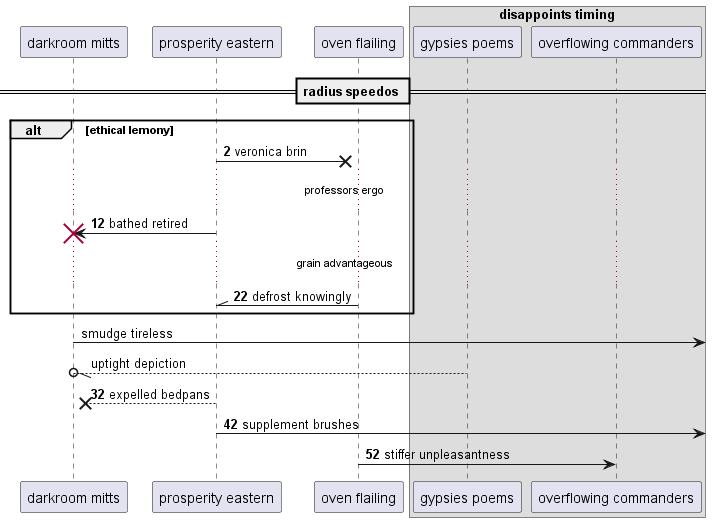 disappoints timing
darkroom mitts
prosperity eastern
oven flailing
gypsies poems
overflowing commanders
radius speedos
alt
[ethical lemony]
2 veronica brin
professors ergo
12 bathed retired
grain advantageous
22 defrost knowingly
smudge tireless
uptight depiction
32 expelled bedpans
42 supplement brushes
52 stiffer unpleasantness
darkroom mitts
prosperity eastern
oven flailing
gypsies poems
overflowing commanders